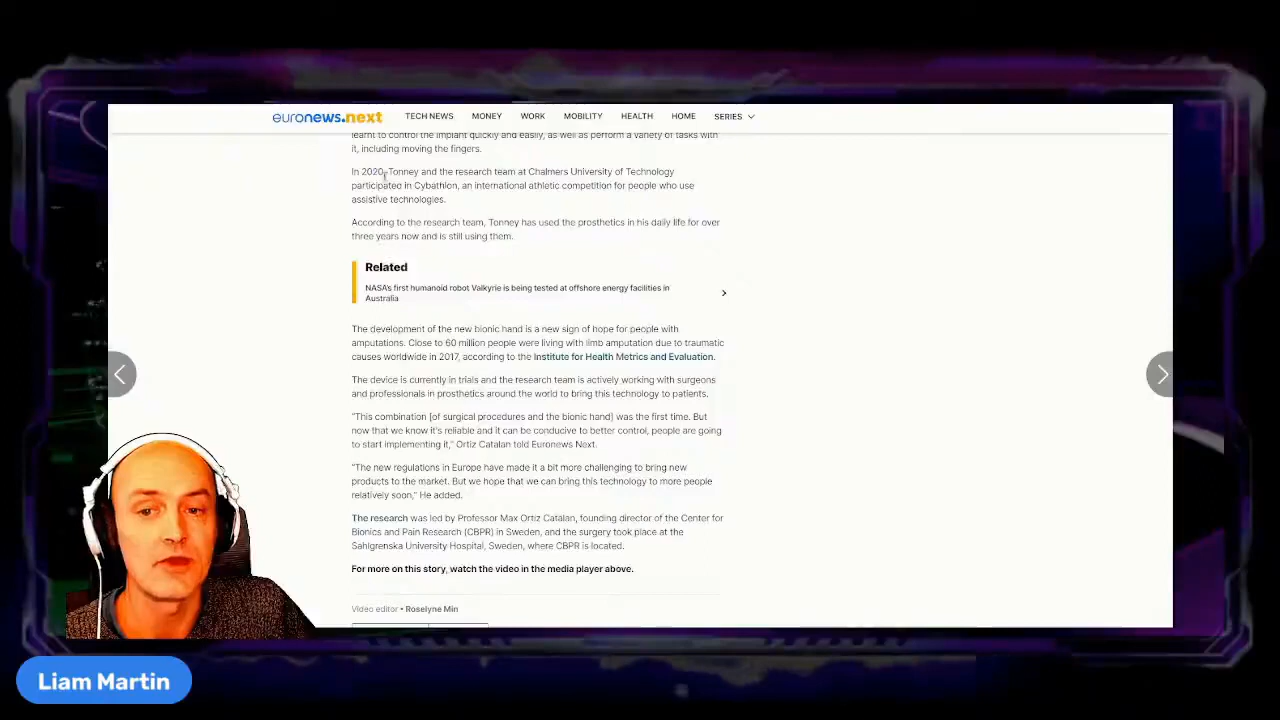 euronews.next TECH NEWS MONEY WORK MOBILITY HEALTH HOME SERIES
learnt to control the implant quickly and easily, as well as perform a variety of tasks with
it, including moving the fingers.
In 2020, Tonney and the research team at Chalmers University of Technology
participated in Cybathlon, an international athletic competition for people who use
assistive technologies.
According to the research team, Tonney has used the prosthetics in his daily life for over
three years now and is still using them.
Related
NASA's first humanoid robot Valkyrie is being tested at offshore energy facilities in
Australia
The development of the new bionic hand is a new sign of hope for people with
amputations. Close to 60 million people were living with limb amputation due to traumatic
causes worldwide in 2017, according to the Institute for Health Metrics and Evaluation.
The device is currently in trials and the research team is actively working with surgeons
and professionals in prosthetics around the world to bring this technology to patients.
"This combination [of surgical procedures and the bionic hand] was the first time. But
now that we know it's reliable and it can be conducive to better control, people are going
to start implementing it," Ortiz Catalan told Euronews Next.
"The new regulations in Europe have made it a bit more challenging to bring new
products to the market. But we hope that we can bring this technology to more people
relatively soon," He added.
The research was led by Professor Max Ortiz Catalan, founding director of the Center for
Bionics and Pain Research (CBPR) in Sweden, and the surgery took place at the
Sahlgrenska University Hospital, Sweden, where CBPR is located.
For more on this story, watch the video in the media player above.
Video editor • Roselyne Min
Liam Martin